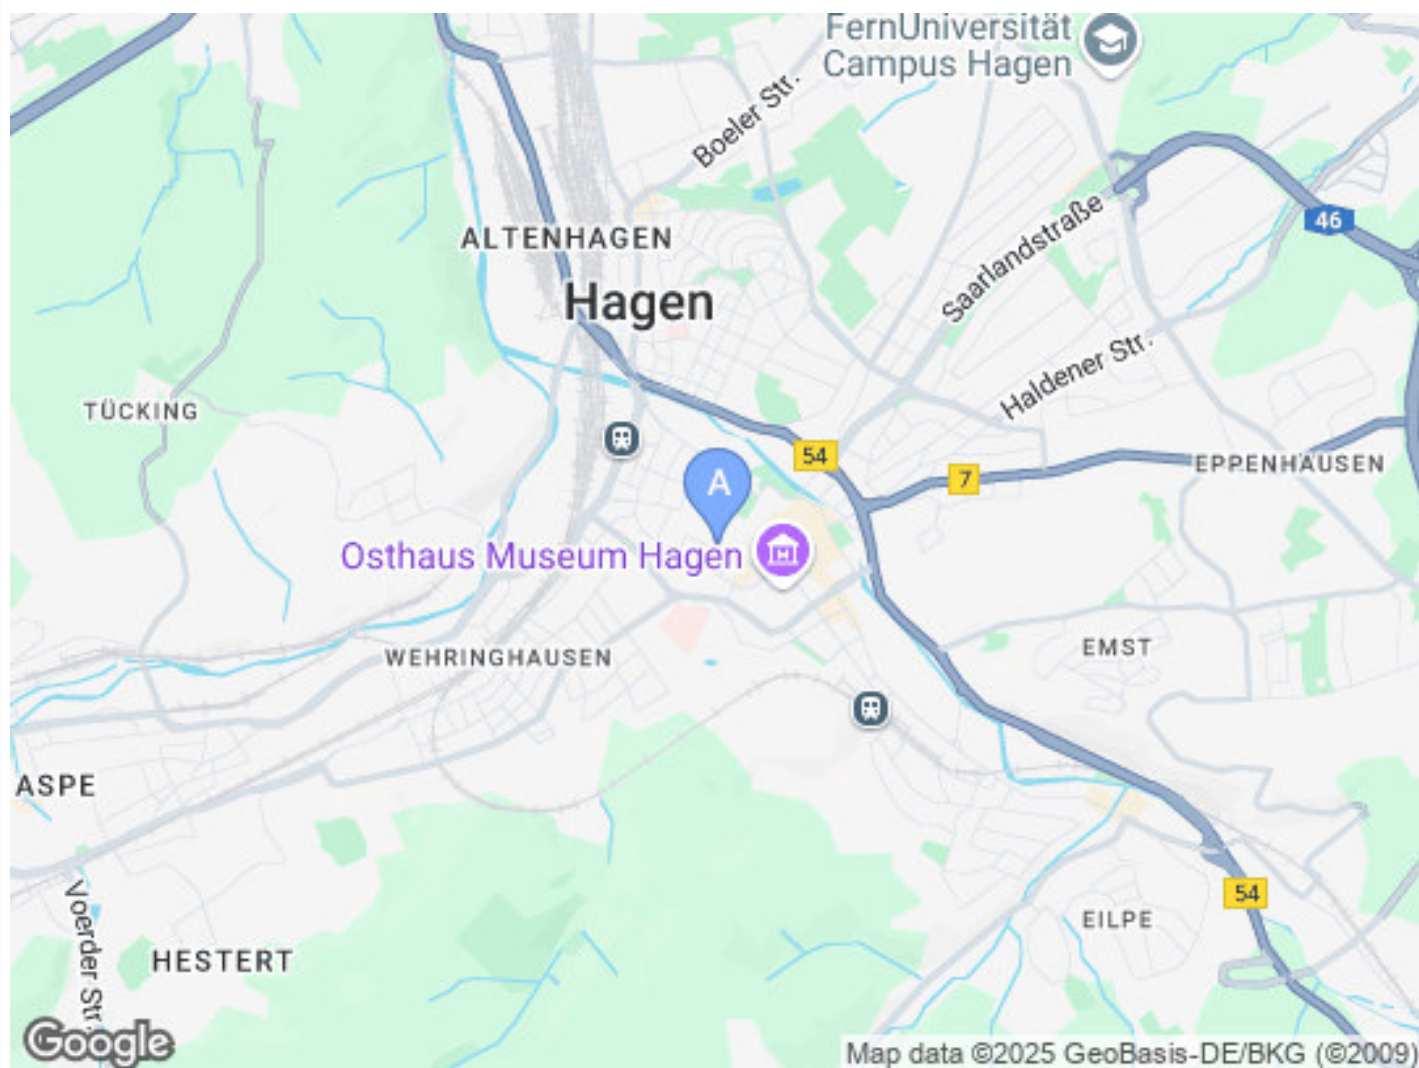 FernUniversität
Campus Hagen
Boeler Str.
46
Saarlandstraße
ALTENHAGEN
Hagen
Haldener Str.
TÜCKING
54
7
EPPENHAUSEN
A
Osthaus Museum Hagen
EMST
WEHRINGHAUSEN
ASPE
54
EILPE
Voerder Str.
HESTERT
Google
Map data ©2025 GeoBasis-DE/BKG (©2009)